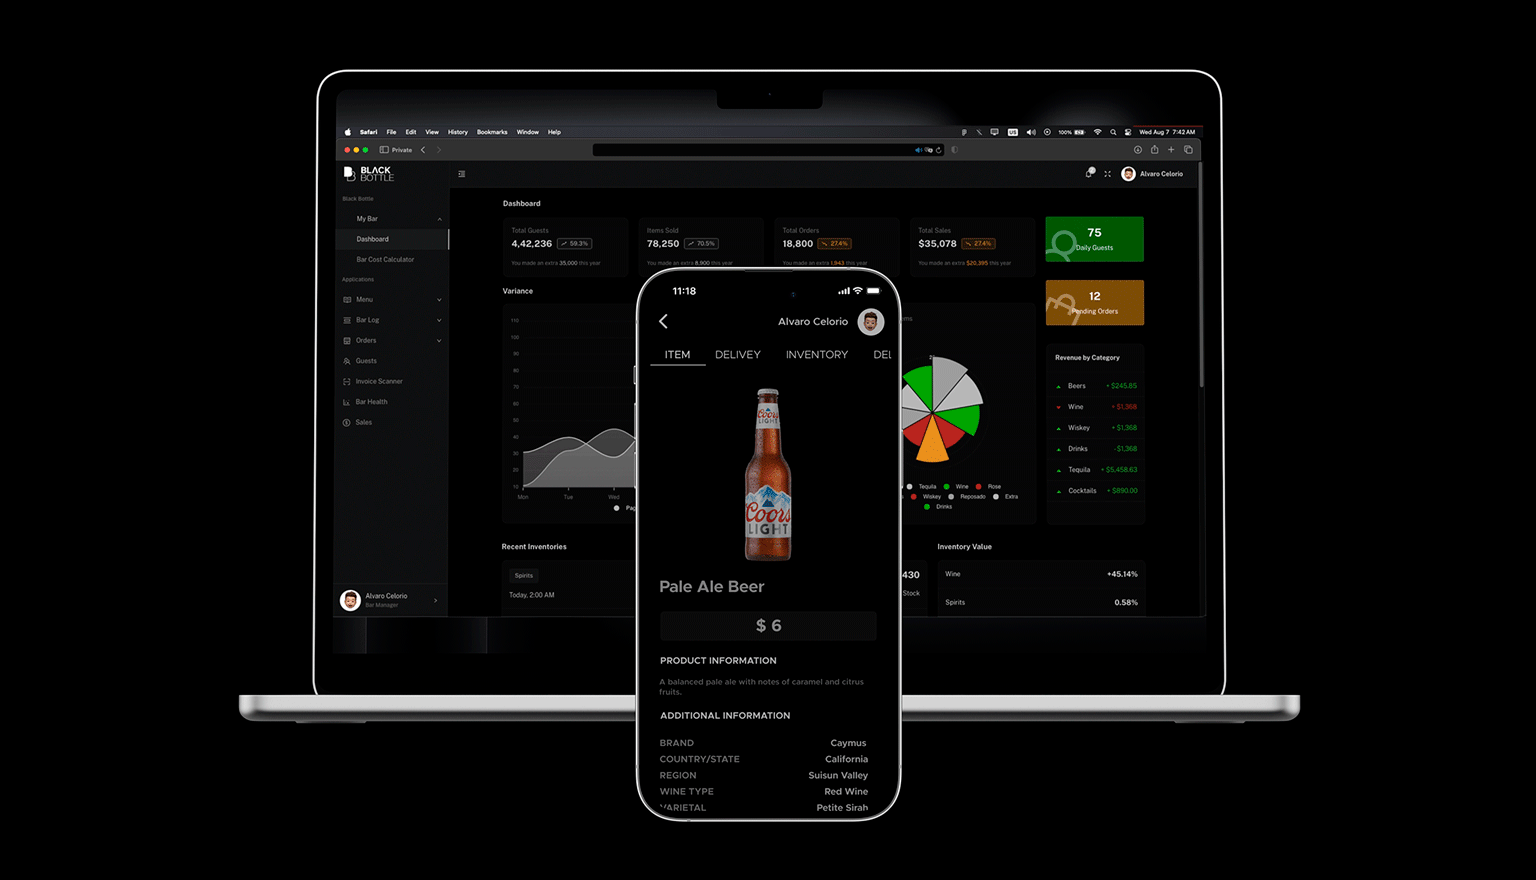 Safari File Edit View History Bookmarks Window Help
US 100% Wed Aug 7 7:42 AM
Private
BLACK
BOTTLE
Alvaro Celorio
Black Bottle
My Bar
Dashboard
Bar Cost Calculator
Applications
Menu
Bar Log
Orders
Guests
Invoice Scanner
Bar Health
Sales
Alvaro Celorio
Bar Manager
Dashboard
Total Guests
4,42,236 59.3%
You made an extra 35,000 this year
Items Sold
78,250 70.5%
You made an extra 8,900 this year
Total Orders
18,800 27.4%
You made an extra 1,943 this year
Total Sales
$35,078 27.4%
You made an extra $20,395 this year
75
Daily Guests
12
Pending Orders
Variance
110
100
90
80
70
60
50
40
30
20
10
Mon Tue Wed
Pag
Tequila Wine Rose
Wiskey Reposado Extra
Drinks
Revenue by Category
Beers + $245.85
Wine + $1,368
Wiskey + $1,368
Drinks - $1,368
Tequila + $5,458.63
Cocktails + $890.00
Recent Inventories
Spirits
Today, 2:00 AM
430
Stock
Inventory Value
Wine +45.14%
Spirits 0.58%
11:18
Alvaro Celorio
ITEM DELIVEY INVENTORY DEL
Coors
LIGHT
Coors
LIGHT
Pale Ale Beer
$ 6
PRODUCT INFORMATION
A balanced pale ale with notes of caramel and citrus
fruits.
ADDITIONAL INFORMATION
BRAND Caymus
COUNTRY/STATE California
REGION Suisun Valley
WINE TYPE Red Wine
VARIETAL Petite Sirah